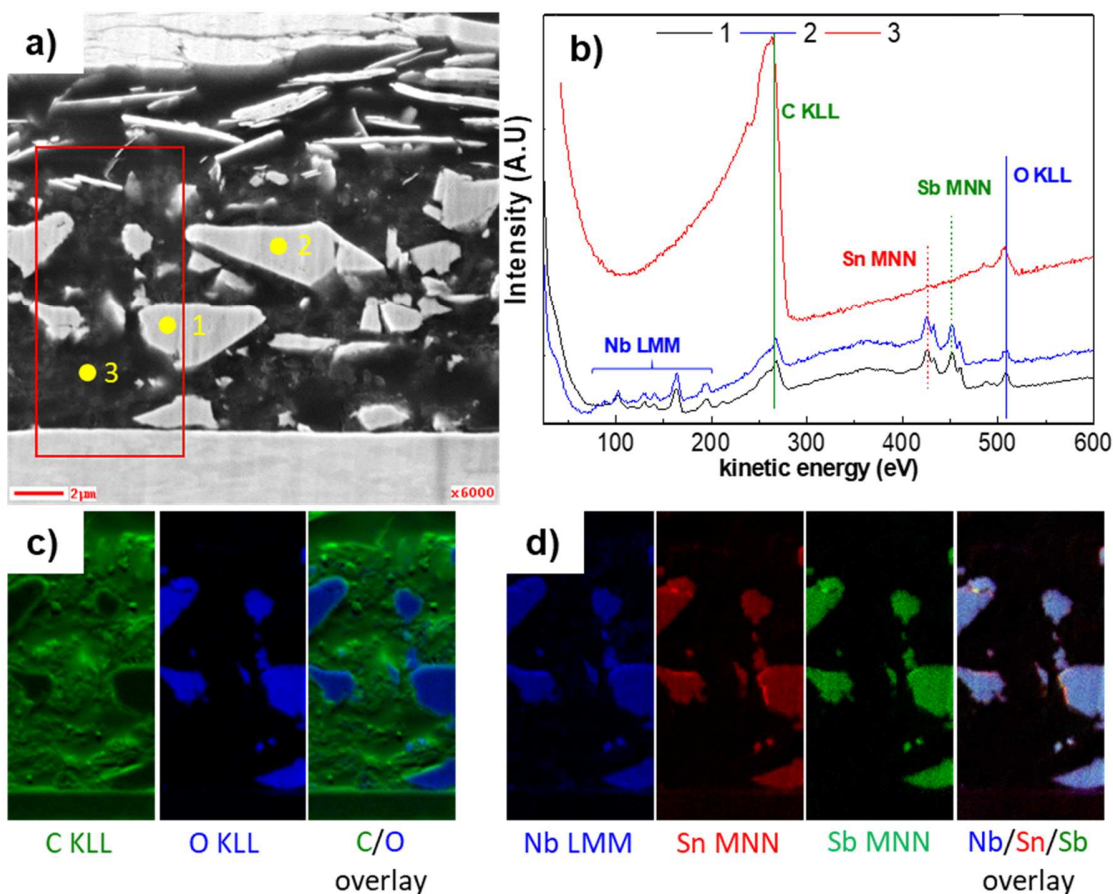 a)
2
1
3
2μm
x6000
b)
1 2 3
C KLL
Sb MNN
O KLL
Sn MNN
Nb LMM
Intensity (A.U
100 200 300 400 500 600
kinetic energy (eV)
c)
C KLL
O KLL
C/O
overlay
d)
Nb LMM
Sn MNN
Sb MNN
Nb/Sn/Sb
overlay